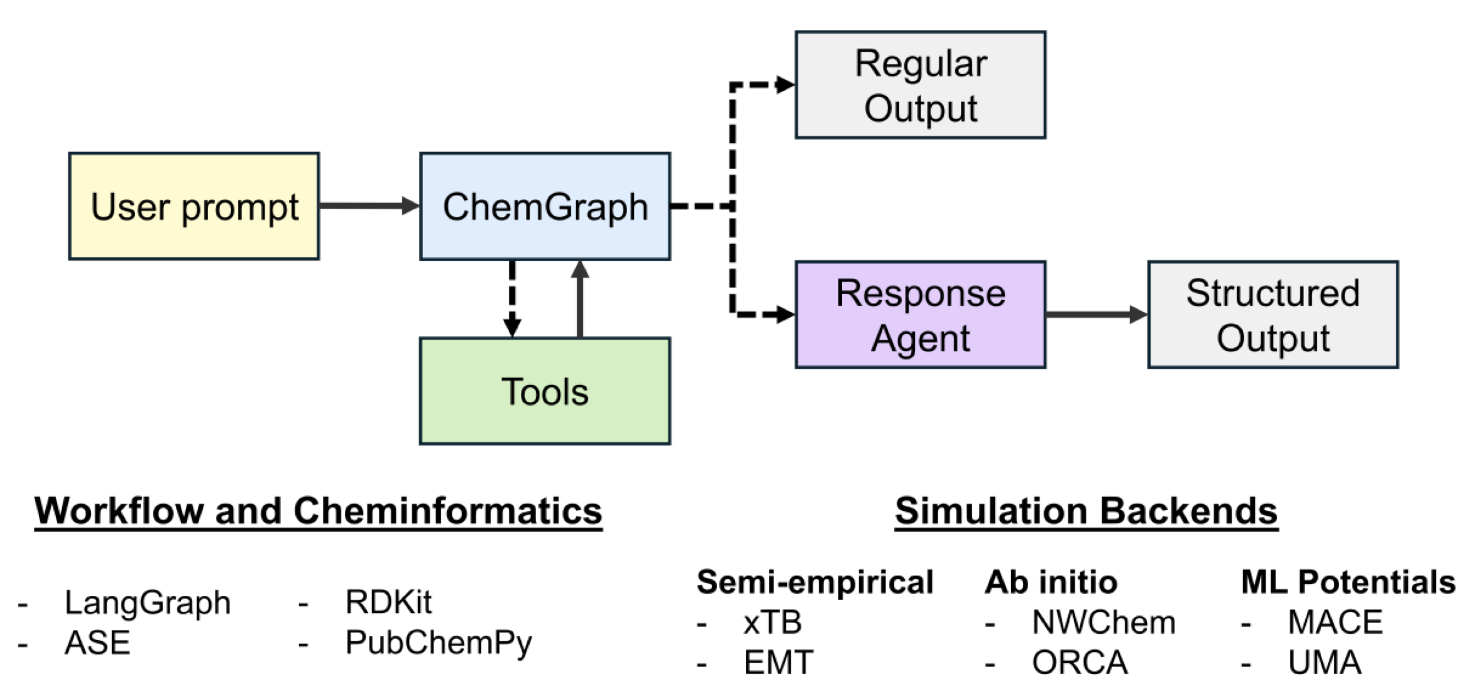 Regular
Output
User prompt
ChemGraph
Response
Agent
Structured
Output
Tools
Workflow and Cheminformatics
- LangGraph
- ASE
- RDKit
- PubChemPy
Simulation Backends
Semi-empirical
- xTB
- EMT
Ab initio
- NWChem
- ORCA
ML Potentials
- MACE
- UMA